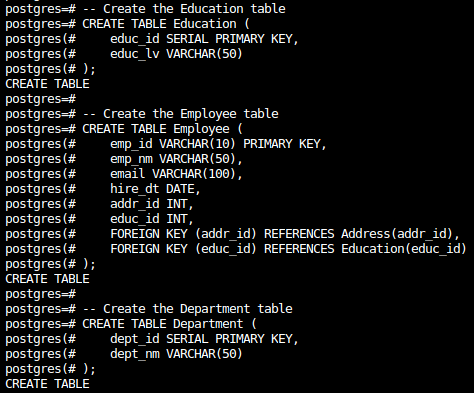 postgres=# -- Create the Education table
postgres=# CREATE TABLE Education (
postgres(#     educ_id SERIAL PRIMARY KEY,
postgres(#     educ_lv VARCHAR(50)
postgres(# );
CREATE TABLE
postgres=#
postgres=# -- Create the Employee table
postgres=# CREATE TABLE Employee (
postgres(#     emp_id VARCHAR(10) PRIMARY KEY,
postgres(#     emp_nm VARCHAR(50),
postgres(#     email VARCHAR(100),
postgres(#     hire_dt DATE,
postgres(#     addr_id INT,
postgres(#     educ_id INT,
postgres(#     FOREIGN KEY (addr_id) REFERENCES Address(addr_id),
postgres(#     FOREIGN KEY (educ_id) REFERENCES Education(educ_id)
postgres(# );
CREATE TABLE
postgres=#
postgres=# -- Create the Department table
postgres=# CREATE TABLE Department (
postgres(#     dept_id SERIAL PRIMARY KEY,
postgres(#     dept_nm VARCHAR(50)
postgres(# );
CREATE TABLE